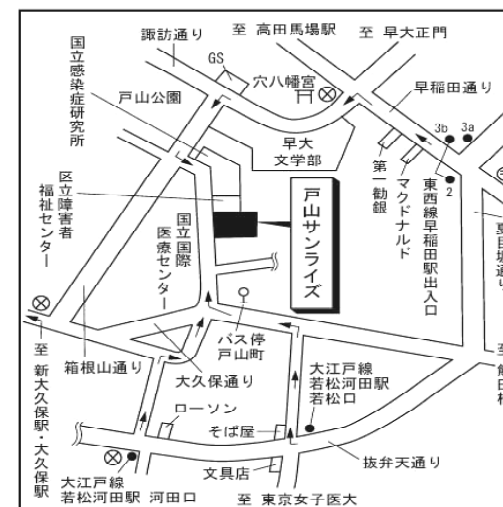 諏訪通り
至 高田馬場駅
至 早大正門
GS
穴八幡宮
早稲田通り
国立感染症研究所
戸山公園
3b
3a
早大
文学部
第一勧銀
マクドナルド
東西線早稲田駅出入口
2
区立障害者
福祉センター
国立国際
医療センター
戸山サンライズ
バス停
戸山町
至 新大久保駅・大久保駅
箱根山通り
大久保通り
大江戸線
若松河田駅
若松口
ローソン
そば屋
抜弁天通り
文具店
大江戸線
若松河田駅 河田口
至 東京女子医大